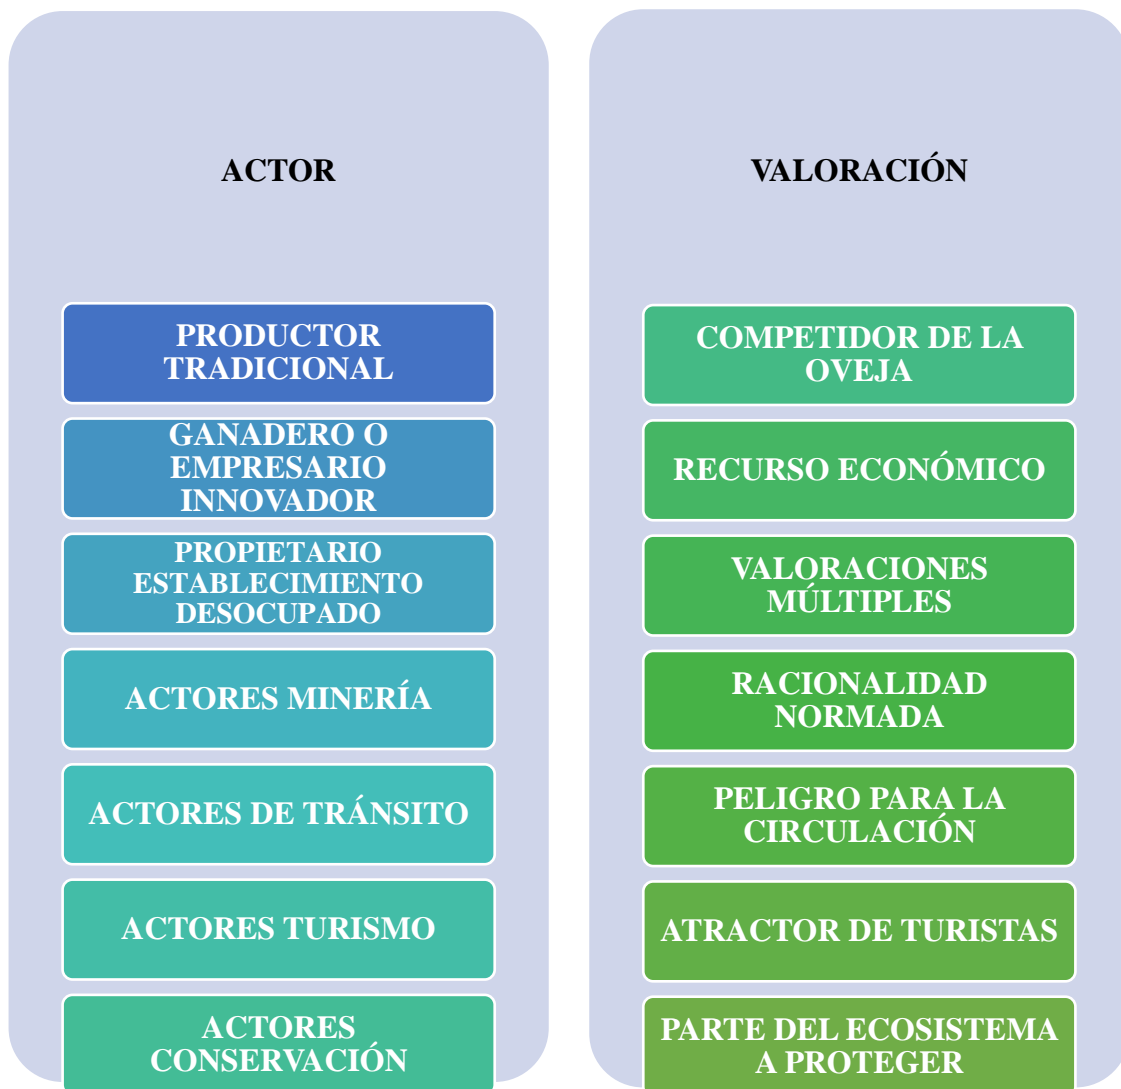 ACTOR
PRODUCTOR
TRADICIONAL
GANADERO O
EMPRESARIO
INNOVADOR
PROPIETARIO
ESTABLECIMIENTO
DESOCUPADO
ACTORES MINERÍA
ACTORES DE TRÁNSITO
ACTORES TURISMO
ACTORES
CONSERVACIÓN
VALORACIÓN
COMPETIDOR DE LA
OVEJA
RECURSO ECONÓMICO
VALORACIONES
MÚLTIPLES
RACIONALIDAD
NORMADA
PELIGRO PARA LA
CIRCULACIÓN
ATRACTOR DE TURISTAS
PARTE DEL ECOSISTEMA
A PROTEGER